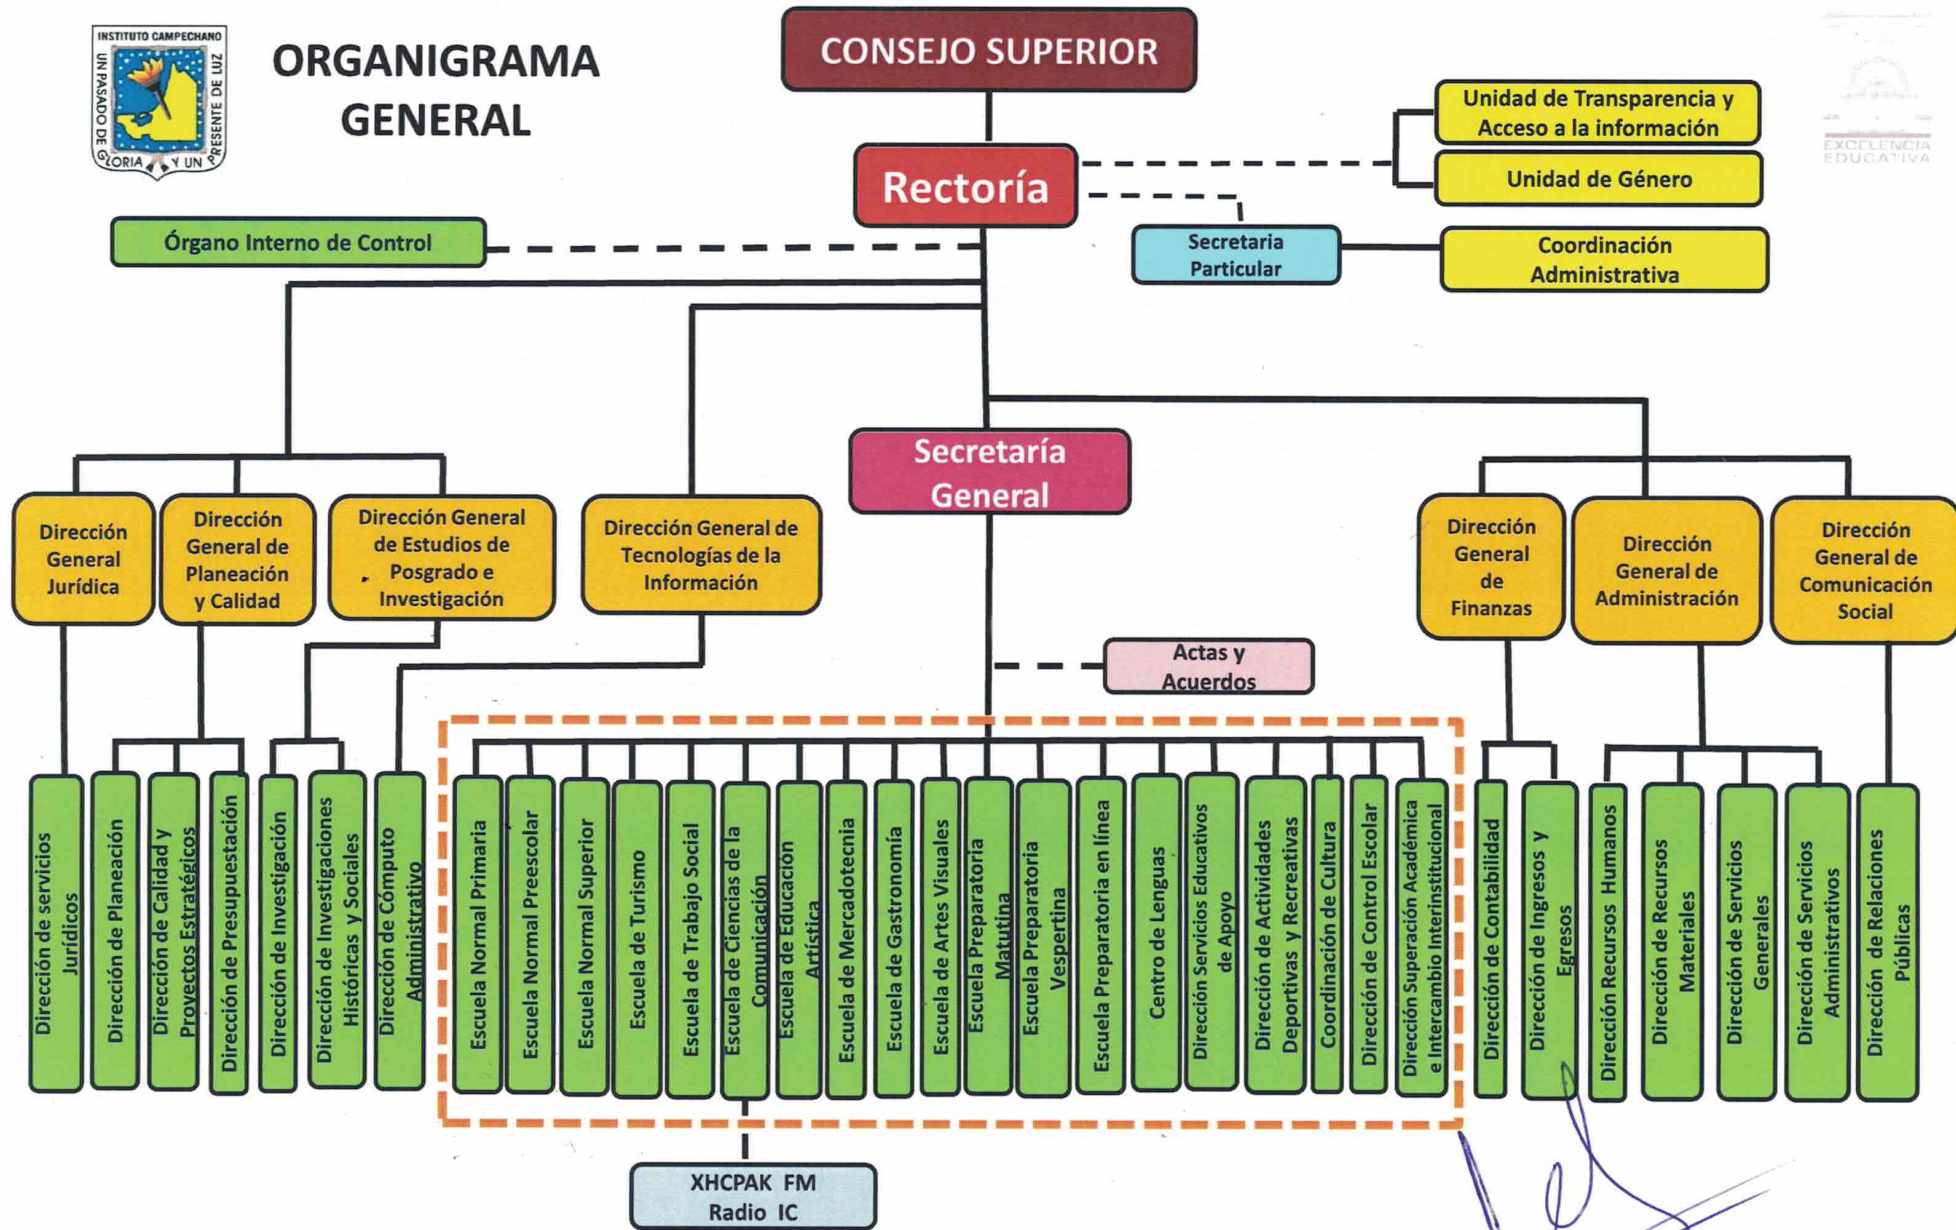 INSTITUTO CAMPECHANO
UN PASADO DE GLORIA Y UN PRESENTE DE LUZ
ORGANIGRAMA
GENERAL
CONSEJO SUPERIOR
EXCELENCIA
EDUCATIVA
Unidad de Transparencia y
Acceso a la información
Unidad de Género
Rectoría
Órgano Interno de Control
Secretaria
Particular
Coordinación
Administrativa
Secretaría
General
Dirección
General
Jurídica
Dirección
General de
Planeación
y Calidad
Dirección General
de Estudios de
Posgrado e
Investigación
Dirección General de
Tecnologías de la
Información
Dirección
General
de
Finanzas
Dirección
General de
Administración
Dirección
General de
Comunicación
Social
Actas y
Acuerdos
Dirección de servicios
Jurídicos
Dirección de Planeación
Dirección de Calidad y
Proyectos Estratégicos
Dirección de Presupuestación
Dirección de Investigación
Dirección de Investigaciones
Históricas y Sociales
Dirección de Cómputo
Administrativo
Escuela Normal Primaria
Escuela Normal Preescolar
Escuela Normal Superior
Escuela de Turismo
Escuela de Trabajo Social
Escuela de Ciencias de la
Comunicación
Escuela de Educación
Artística
Escuela de Mercadotecnia
Escuela de Gastronomía
Escuela de Artes Visuales
Escuela Preparatoria
Matutina
Escuela Preparatoria
Vespertina
Escuela Preparatoria en línea
Centro de Lenguas
Dirección Servicios Educativos
de Apoyo
Dirección de Actividades
Deportivas y Recreativas
Coordinación de Cultura
Dirección de Control Escolar
Dirección Superación Académica
e Intercambio Interinstitucional
Dirección de Contabilidad
Dirección de Ingresos y
Egresos
Dirección Recursos Humanos
Dirección de Recursos
Materiales
Dirección de Servicios
Generales
Dirección de Servicios
Administrativos
Dirección de Relaciones
Públicas
XHCPAK FM
Radio IC